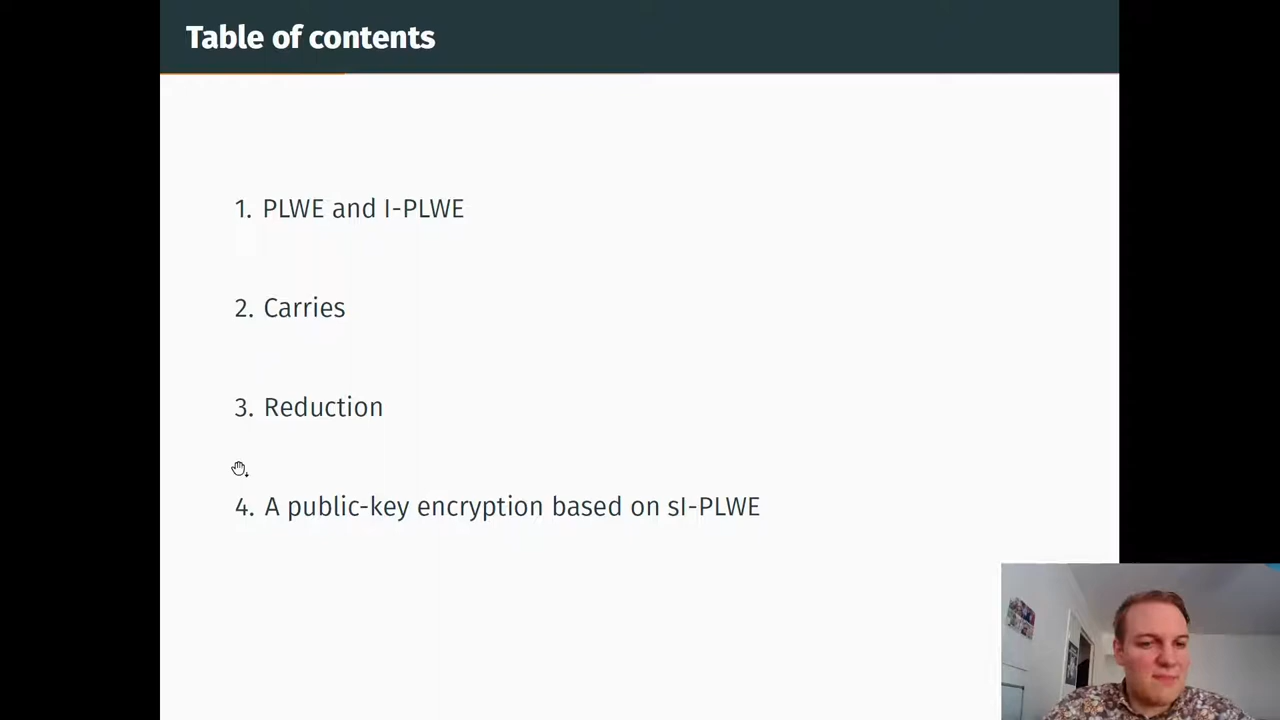 Table of contents
1. PLWE and I-PLWE
2. Carries
3. Reduction
4. A public-key encryption based on sI-PLWE